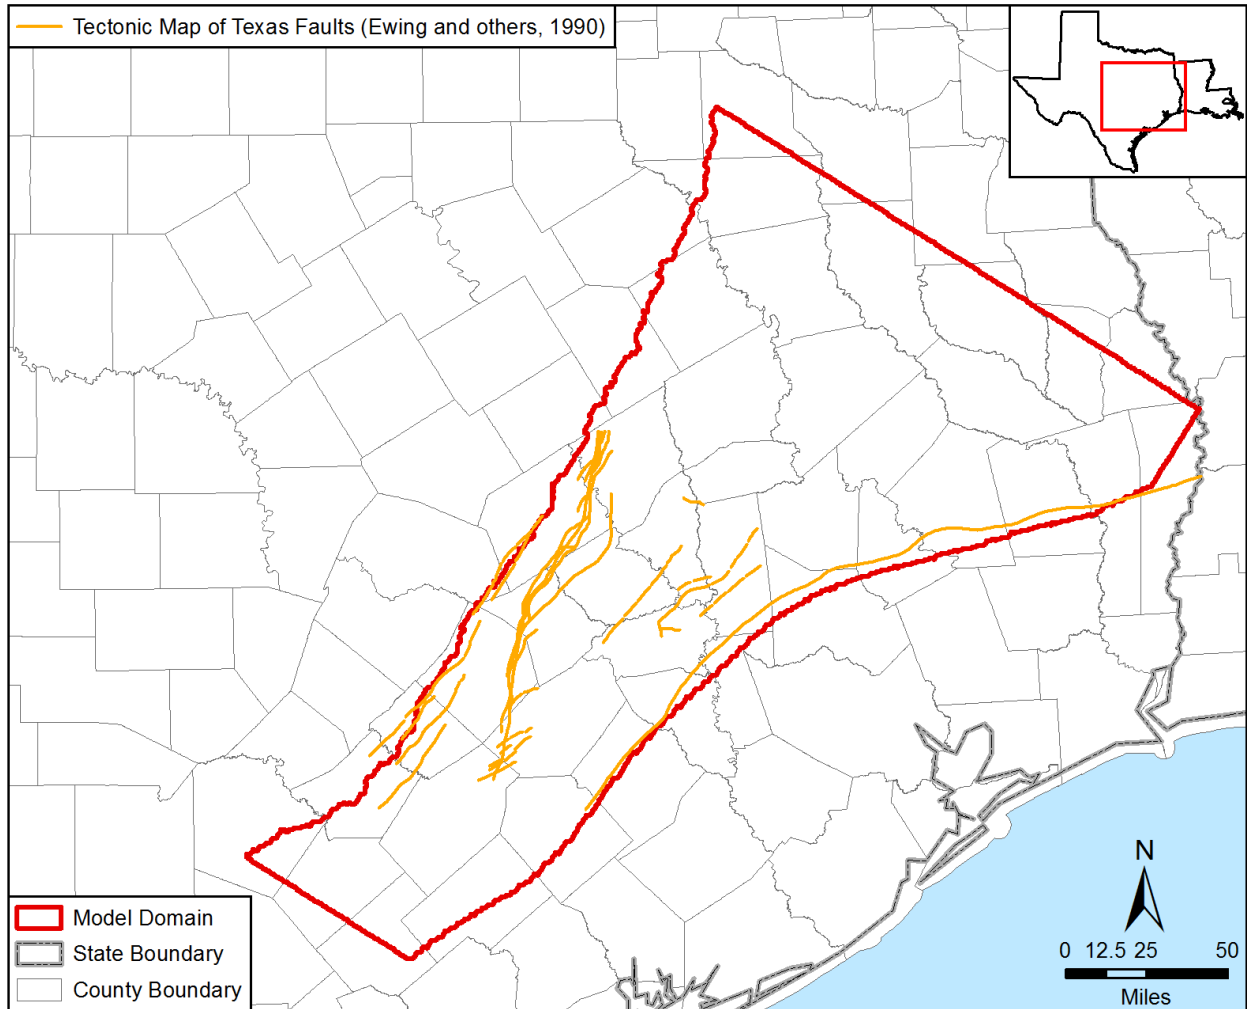 Tectonic Map of Texas Faults (Ewing and others, 1990)
Model Domain
State Boundary
County Boundary
N
0 12.5 25 50
Miles